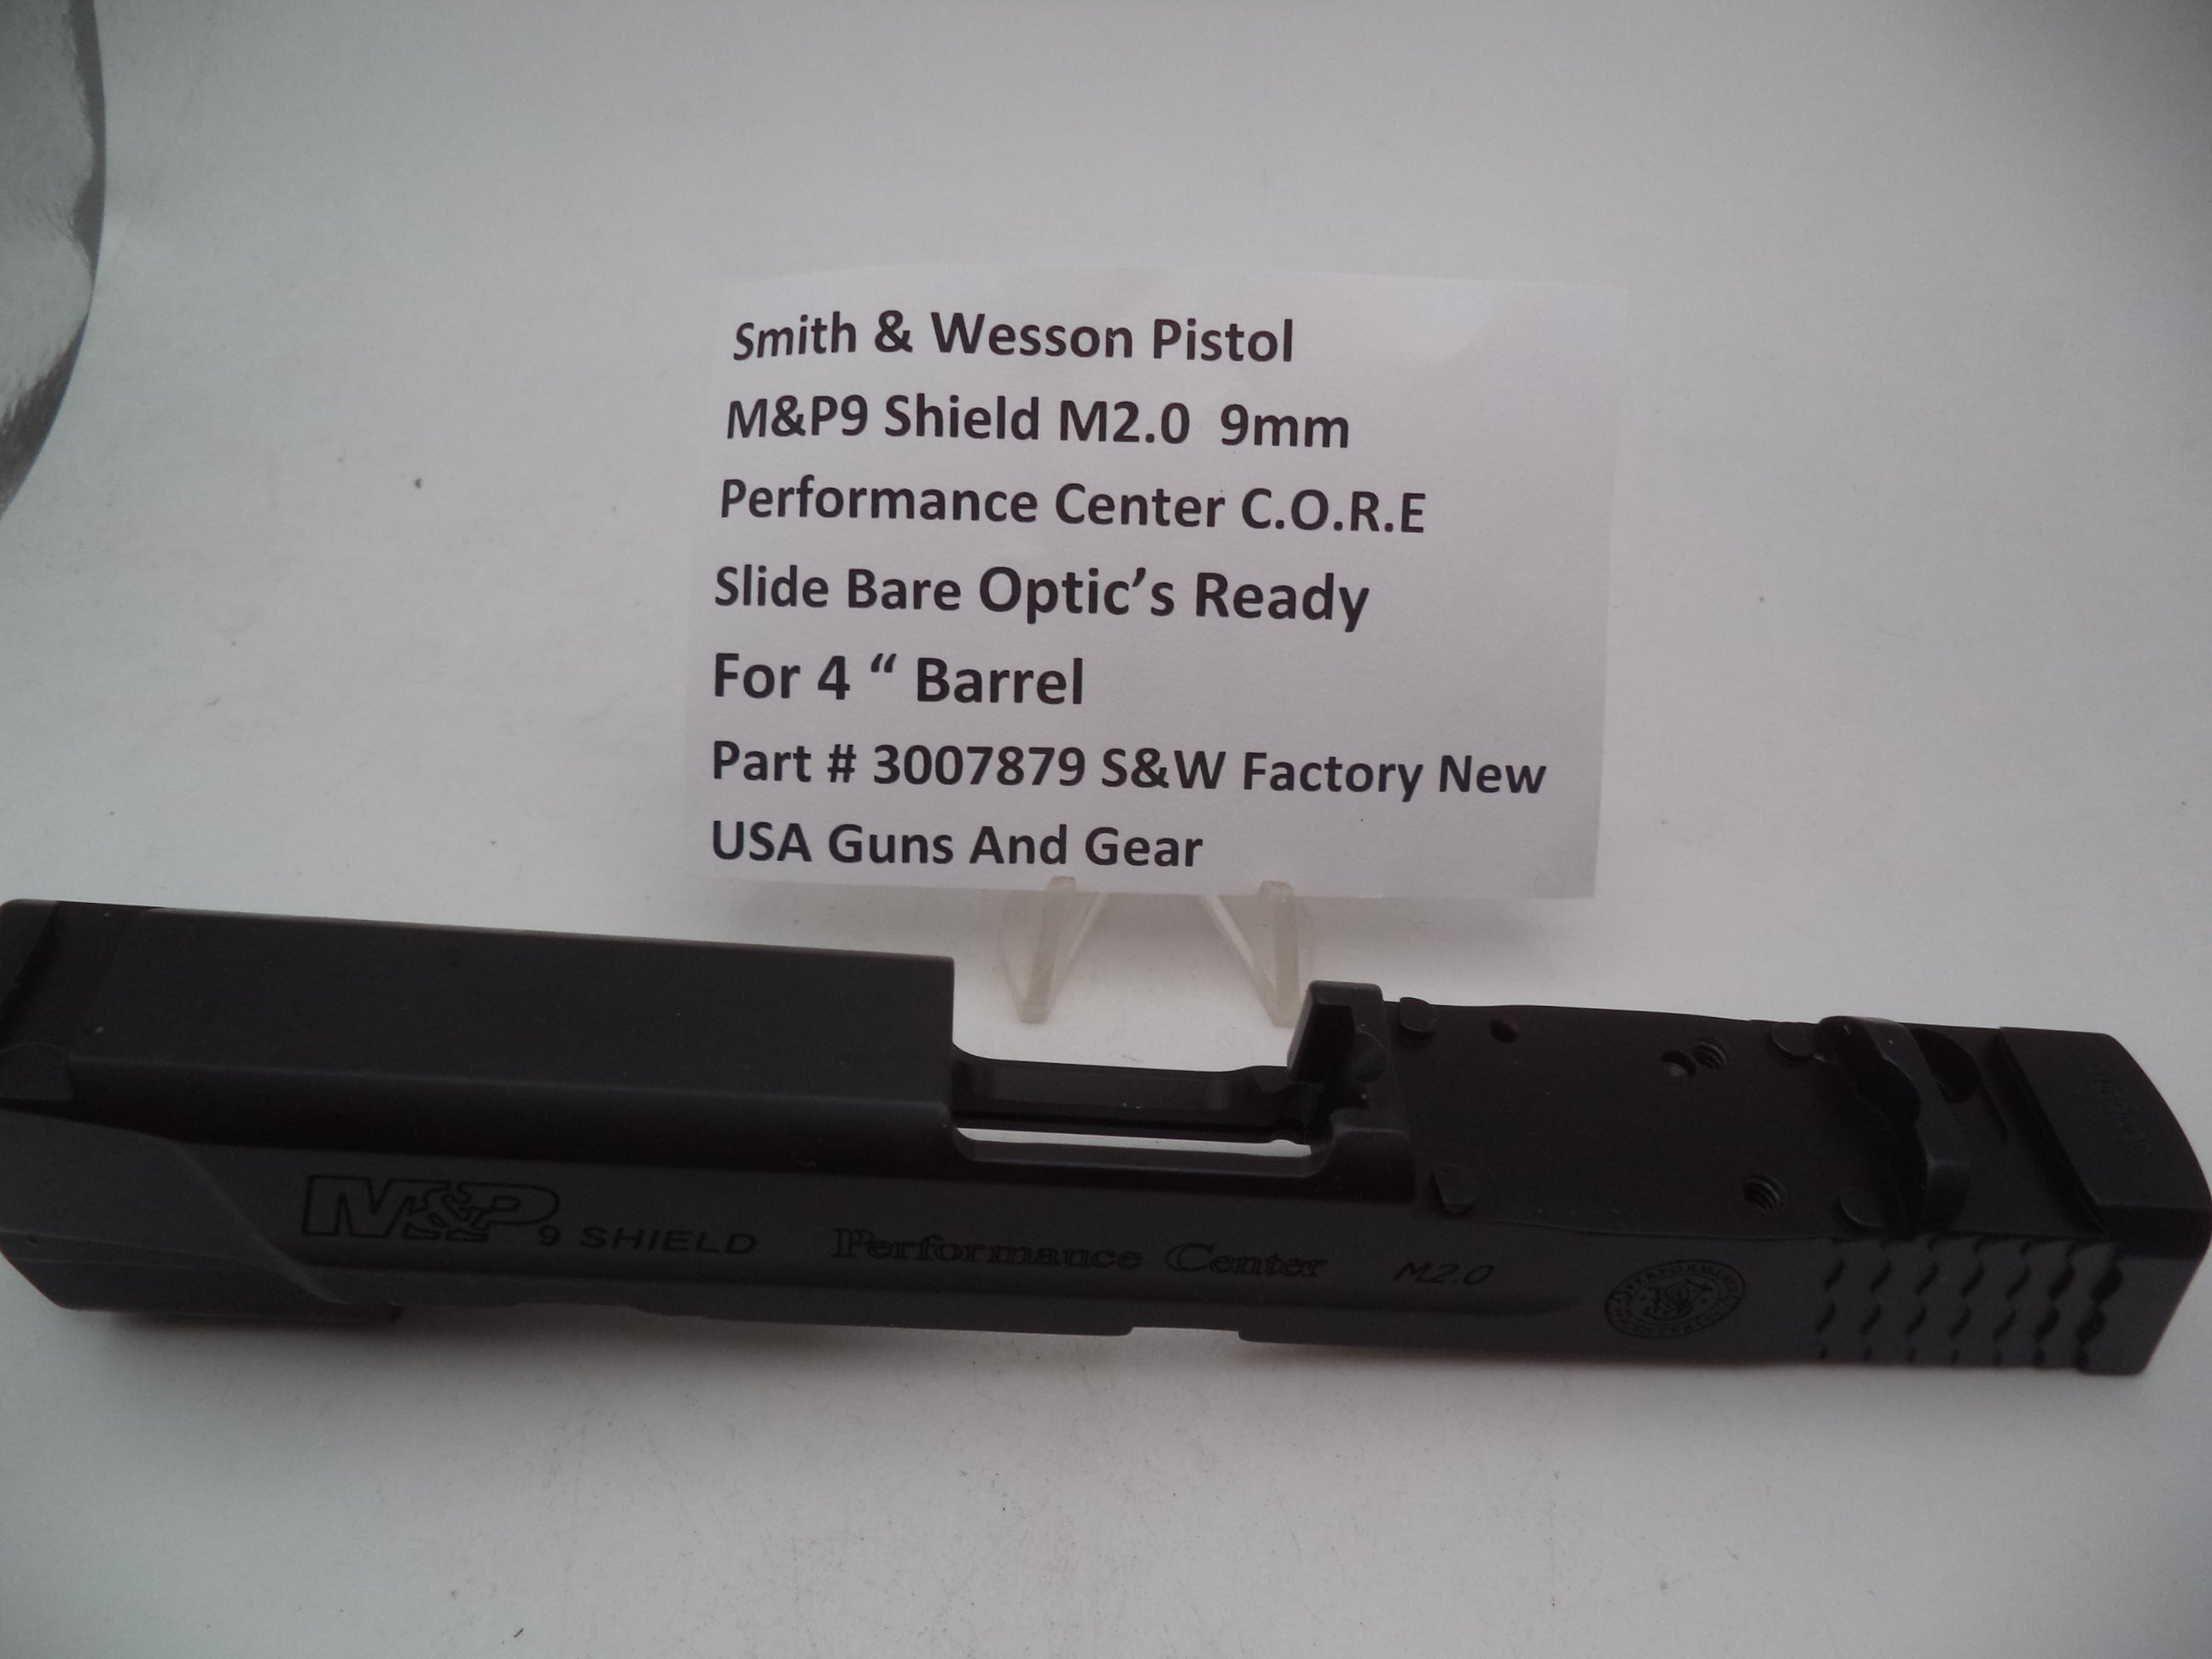 Smith & Wesson Pistol
M&P9 Shield M2.0 9mm
Performance Center C.O.R.E
Slide Bare Optic’s Ready
For 4 “ Barrel
Part # 3007879 S&W Factory New
USA Guns And Gear
M&P 9 SHIELD Performance Center M2.0